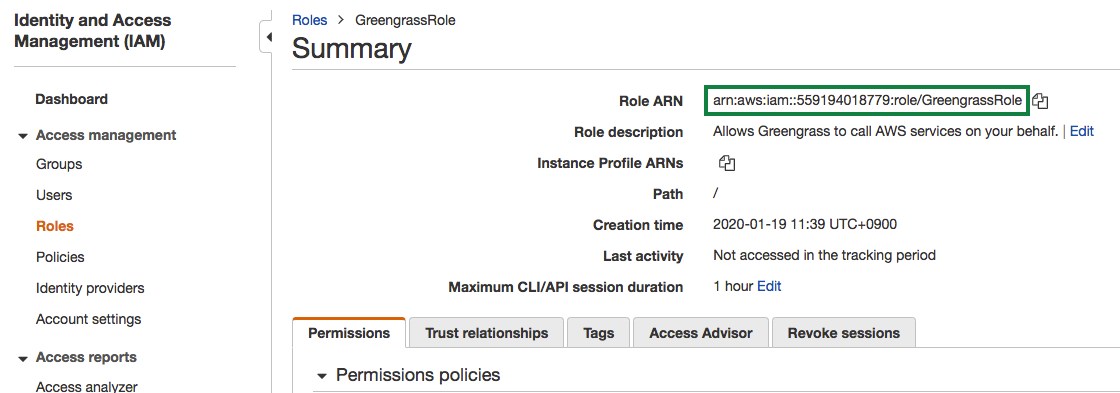 Identity and Access
Management (IAM)
Dashboard
Access management
Groups
Users
Roles
Policies
Identity providers
Account settings
Access reports
Access analyzer
Roles > GreengrassRole
Summary
Role ARN arn:aws:iam::559194018779:role/GreengrassRole
Role description Allows Greengrass to call AWS services on your behalf. | Edit
Instance Profile ARNs
Path /
Creation time 2020-01-19 11:39 UTC+0900
Last activity Not accessed in the tracking period
Maximum CLI/API session duration 1 hour Edit
Permissions Trust relationships Tags Access Advisor Revoke sessions
Permissions policies